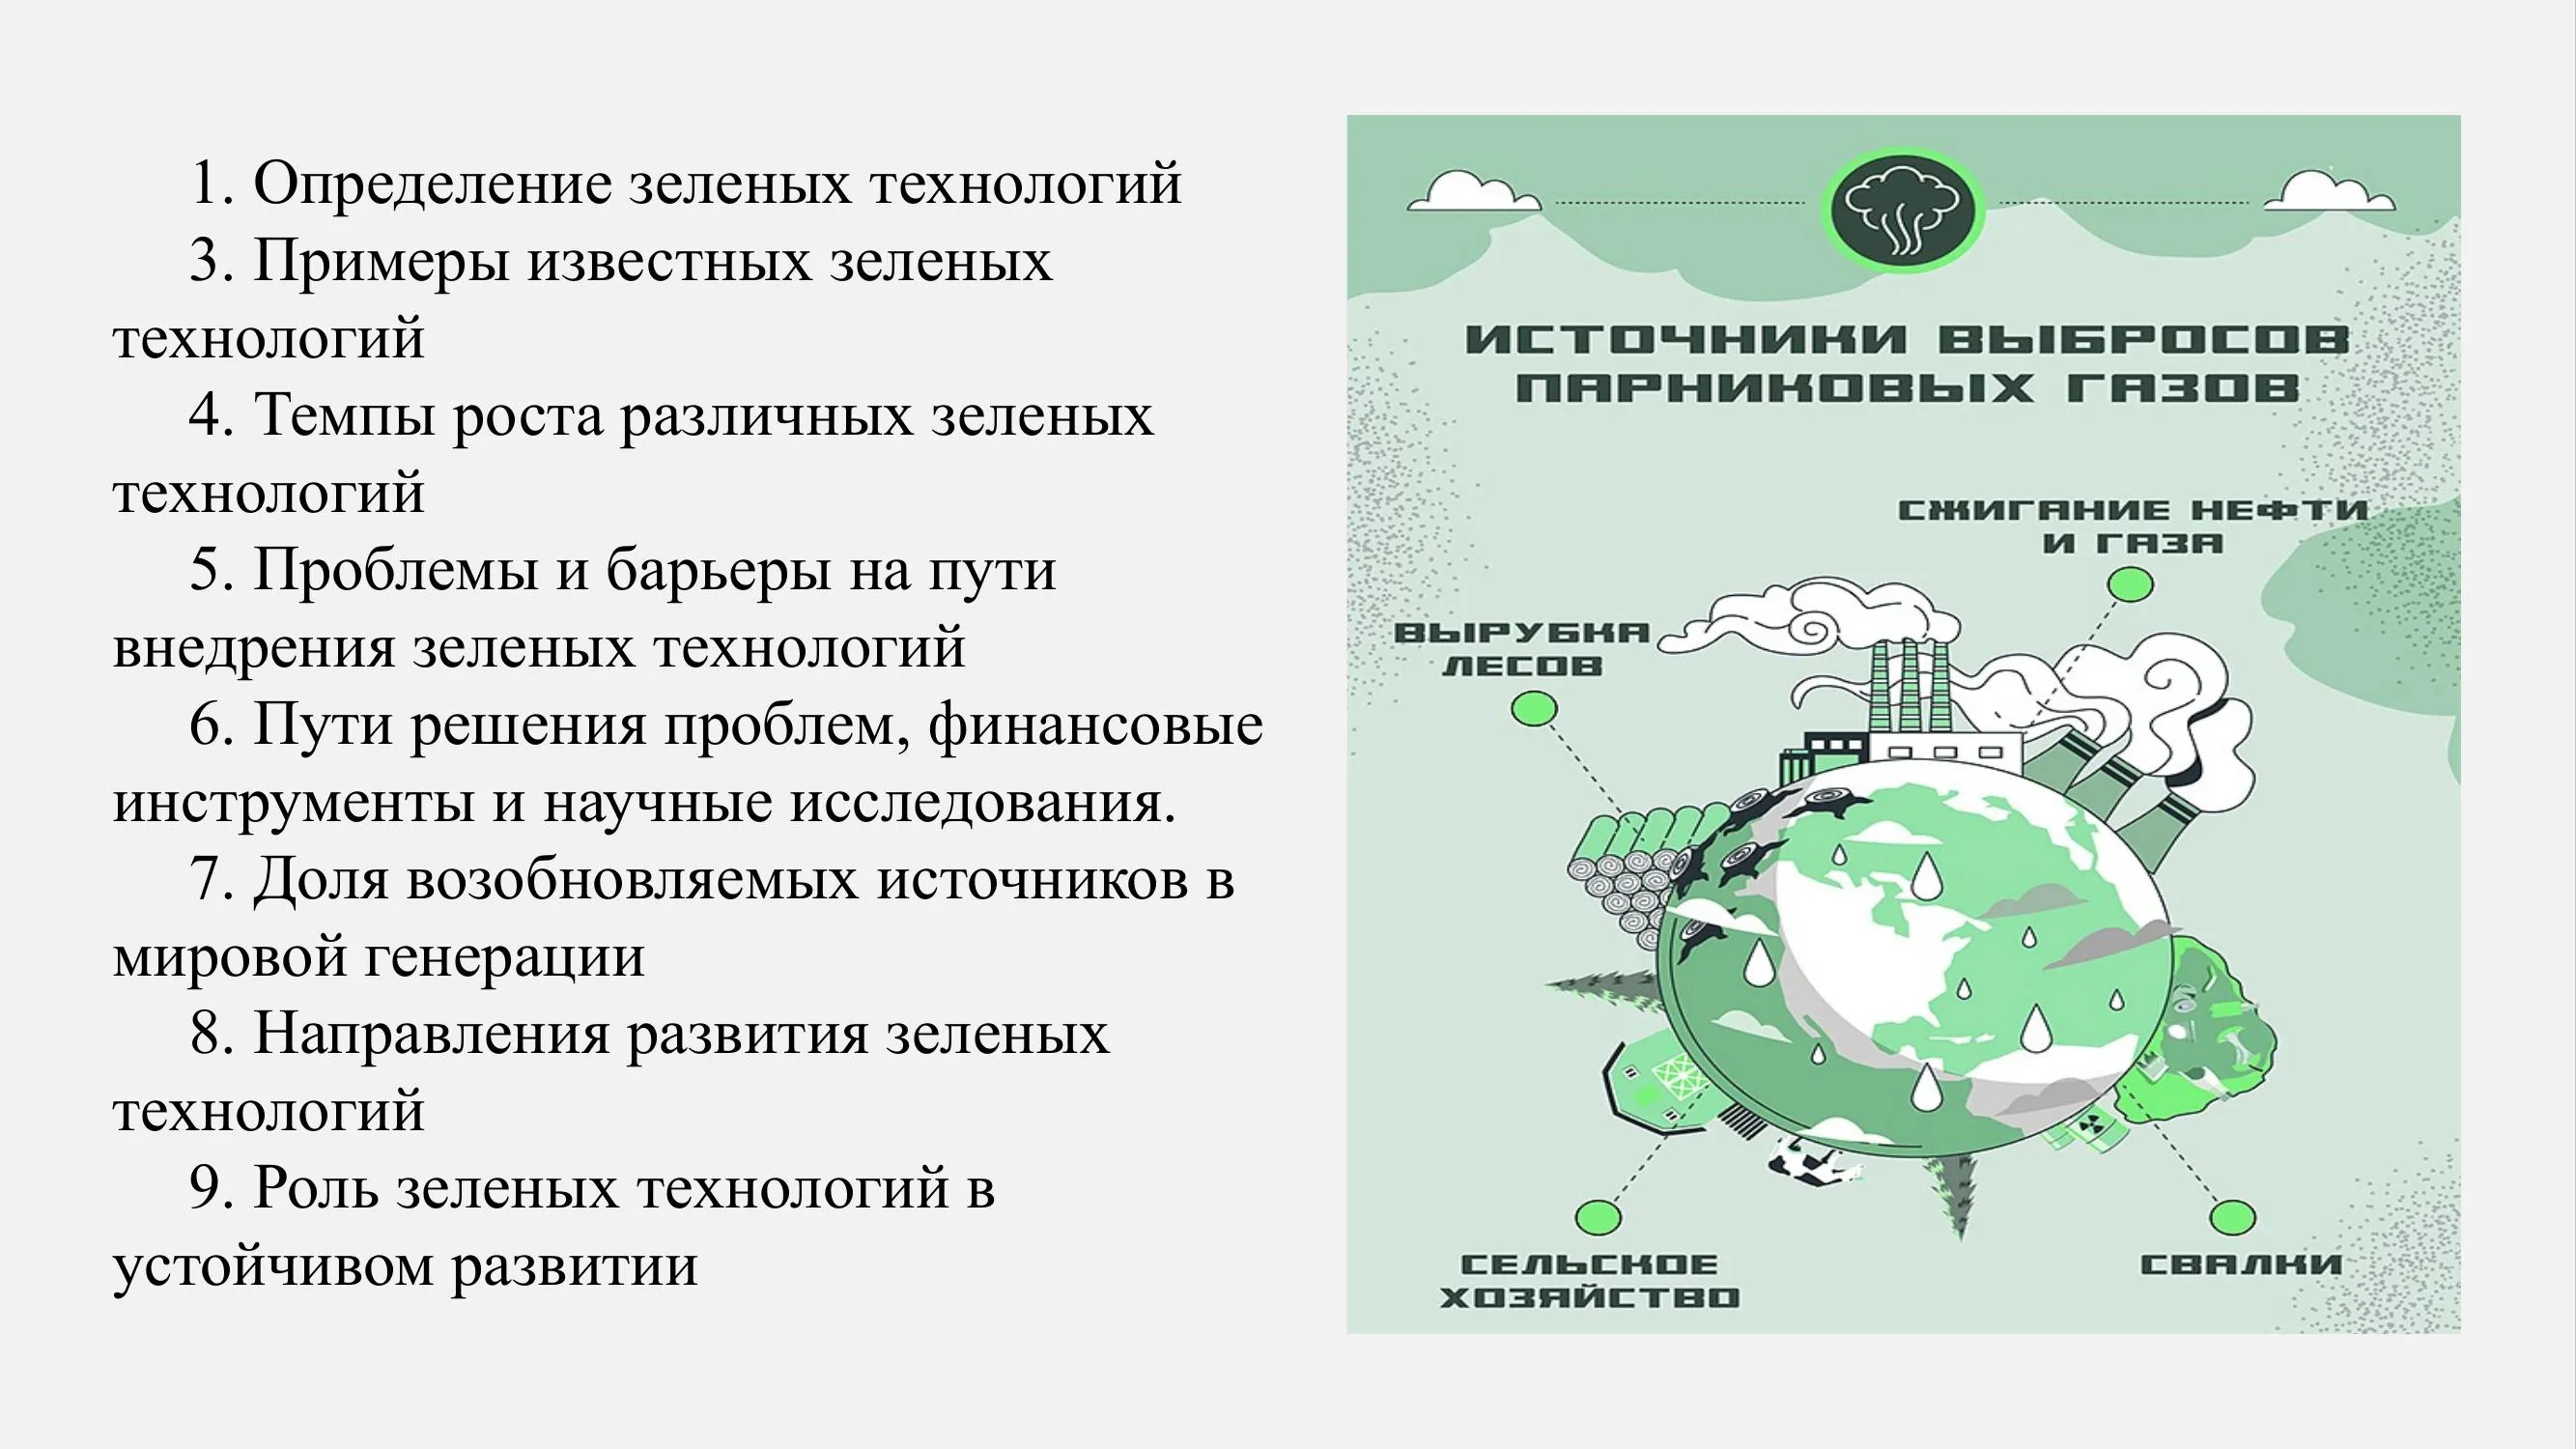 1. Определение зеленых технологий
3. Примеры известных зеленых
технологий
4. Темпы роста различных зеленых
технологий
5. Проблемы и барьеры на пути
внедрения зеленых технологий
6. Пути решения проблем, финансовые
инструменты и научные исследования.
7. Доля возобновляемых источников в
мировой генерации
8. Направления развития зеленых
технологий
9. Роль зеленых технологий в
устойчивом развитии
ИСТОЧНИКИ ВЫБРОСОВ
ПАРНИКОВЫХ ГАЗОВ
СЖИГАНИЕ НЕФТИ
И ГАЗА
ВЫРУБКА
ЛЕСОВ
СЕЛЬСКОЕ
ХОЗЯЙСТВО
СВАЛКИ